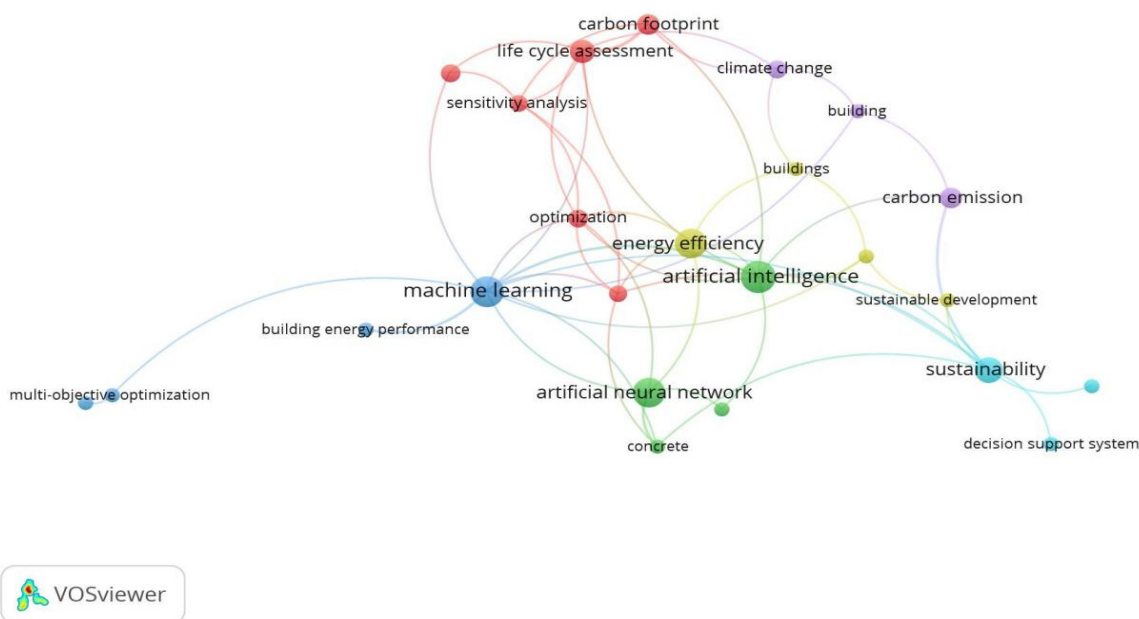 carbon footprint
life cycle assessment
climate change
sensitivity analysis
building
buildings
carbon emission
optimization
energy efficiency
artificial intelligence
machine learning
sustainable development
building energy performance
sustainability
artificial neural network
multi-objective optimization
concrete
decision support system
VOSviewer